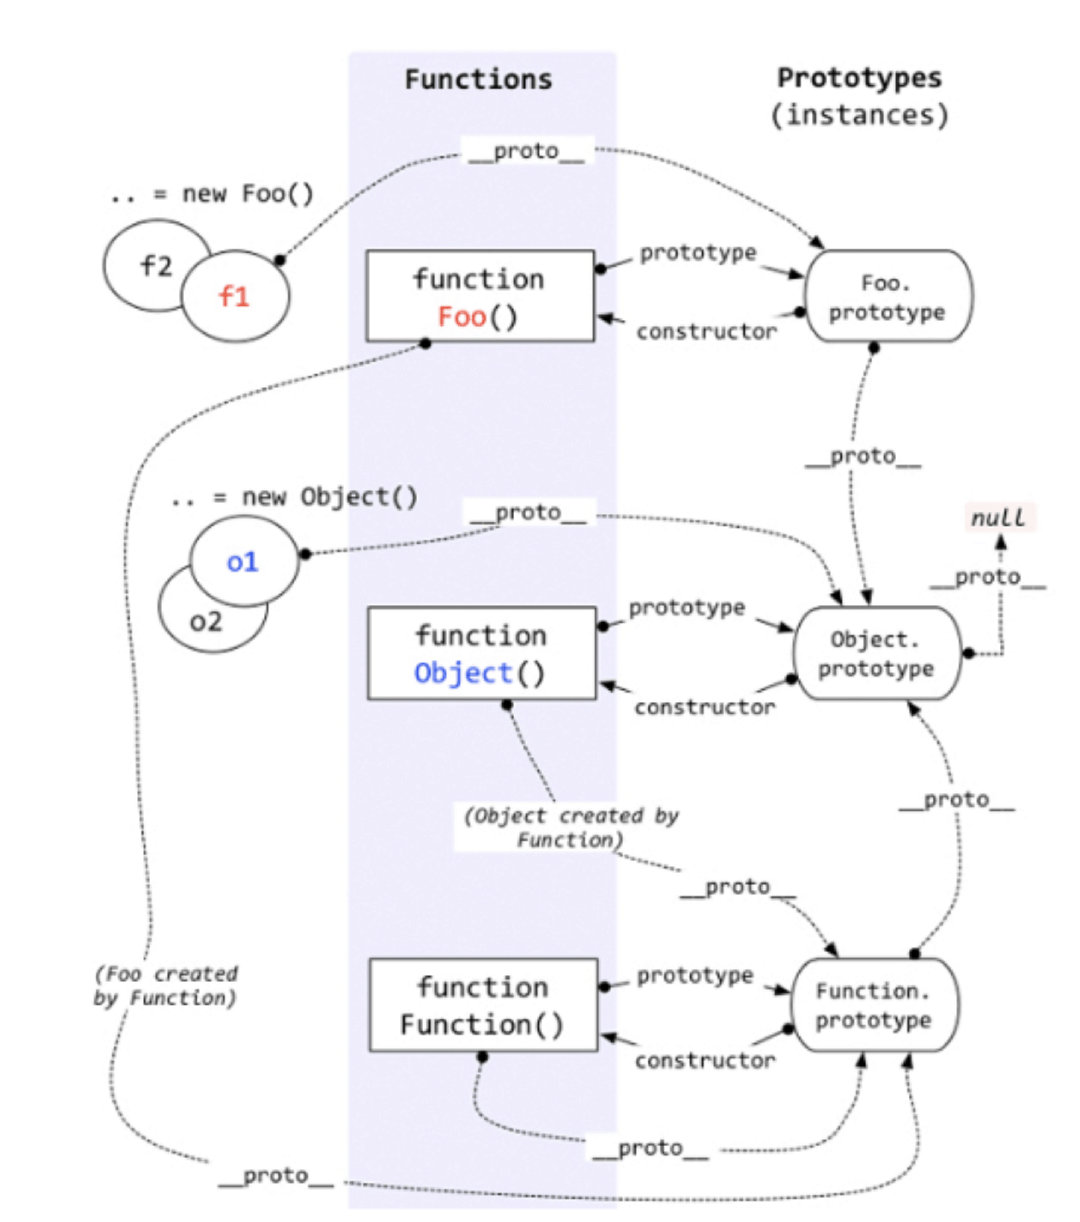 Functions
Prototypes
(instances)
__proto__
.. = new Foo()
f2
f1
function
Foo()
prototype
constructor
Foo.
prototype
__proto__
.. = new Object()
__proto__
null
__proto__
o1
o2
function
Object()
prototype
constructor
Object.
prototype
(Object created by
Function)
__proto__
__proto__
(Foo created
by Function)
function
Function()
prototype
constructor
Function.
prototype
__proto__
__proto__